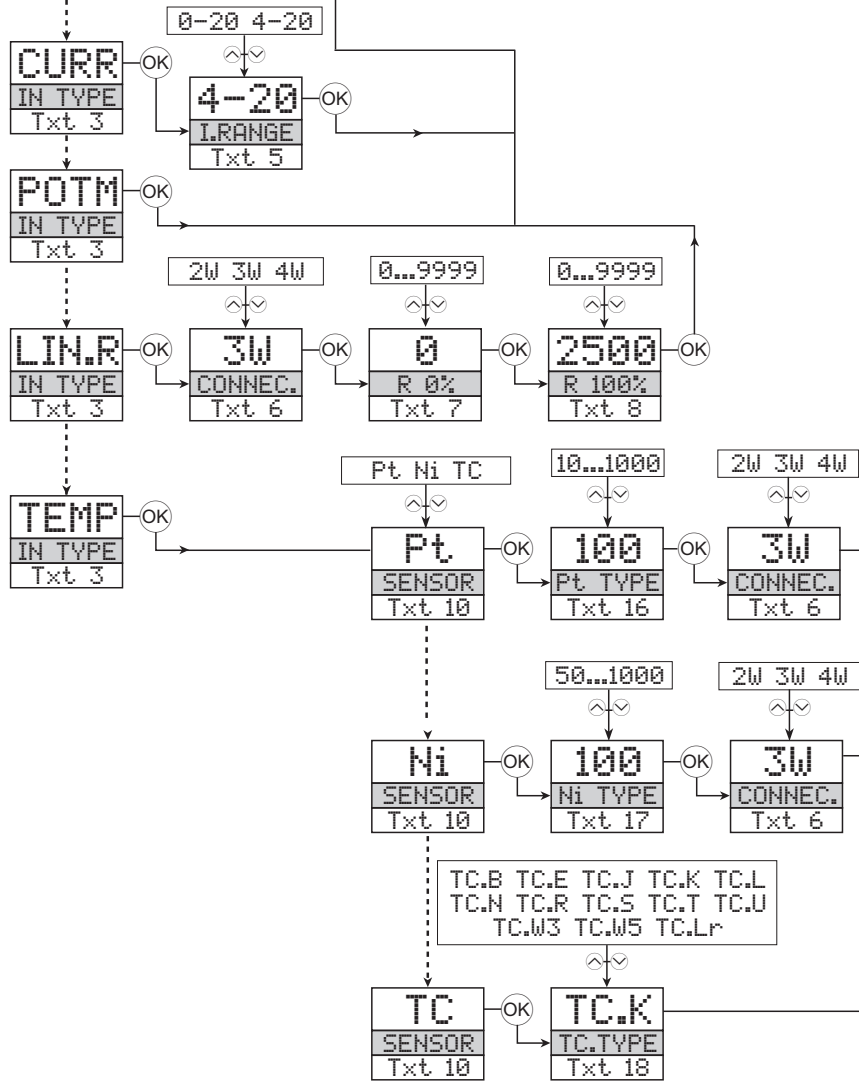 0-20 4-20
CURR
IN TYPE
Txt 3
OK
4-20
I.RANGE
Txt 5
OK
POTM
IN TYPE
Txt 3
OK
2W 3W 4W
0...9999
0...9999
LIN.R
IN TYPE
Txt 3
OK
3W
CONNEC.
Txt 6
OK
0
R 0%
Txt 7
OK
2500
R 100%
Txt 8
OK
Pt Ni TC
10...1000
2W 3W 4W
TEMP
IN TYPE
Txt 3
OK
Pt
SENSOR
Txt 10
OK
100
Pt TYPE
Txt 16
OK
3W
CONNEC.
Txt 6
50...1000
2W 3W 4W
Ni
SENSOR
Txt 10
OK
100
Ni TYPE
Txt 17
OK
3W
CONNEC.
Txt 6
TC.B TC.E TC.J TC.K TC.L
TC.N TC.R TC.S TC.T TC.U
TC.W3 TC.W5 TC.Lr
TC
SENSOR
Txt 10
OK
TC.K
TC.TYPE
Txt 18